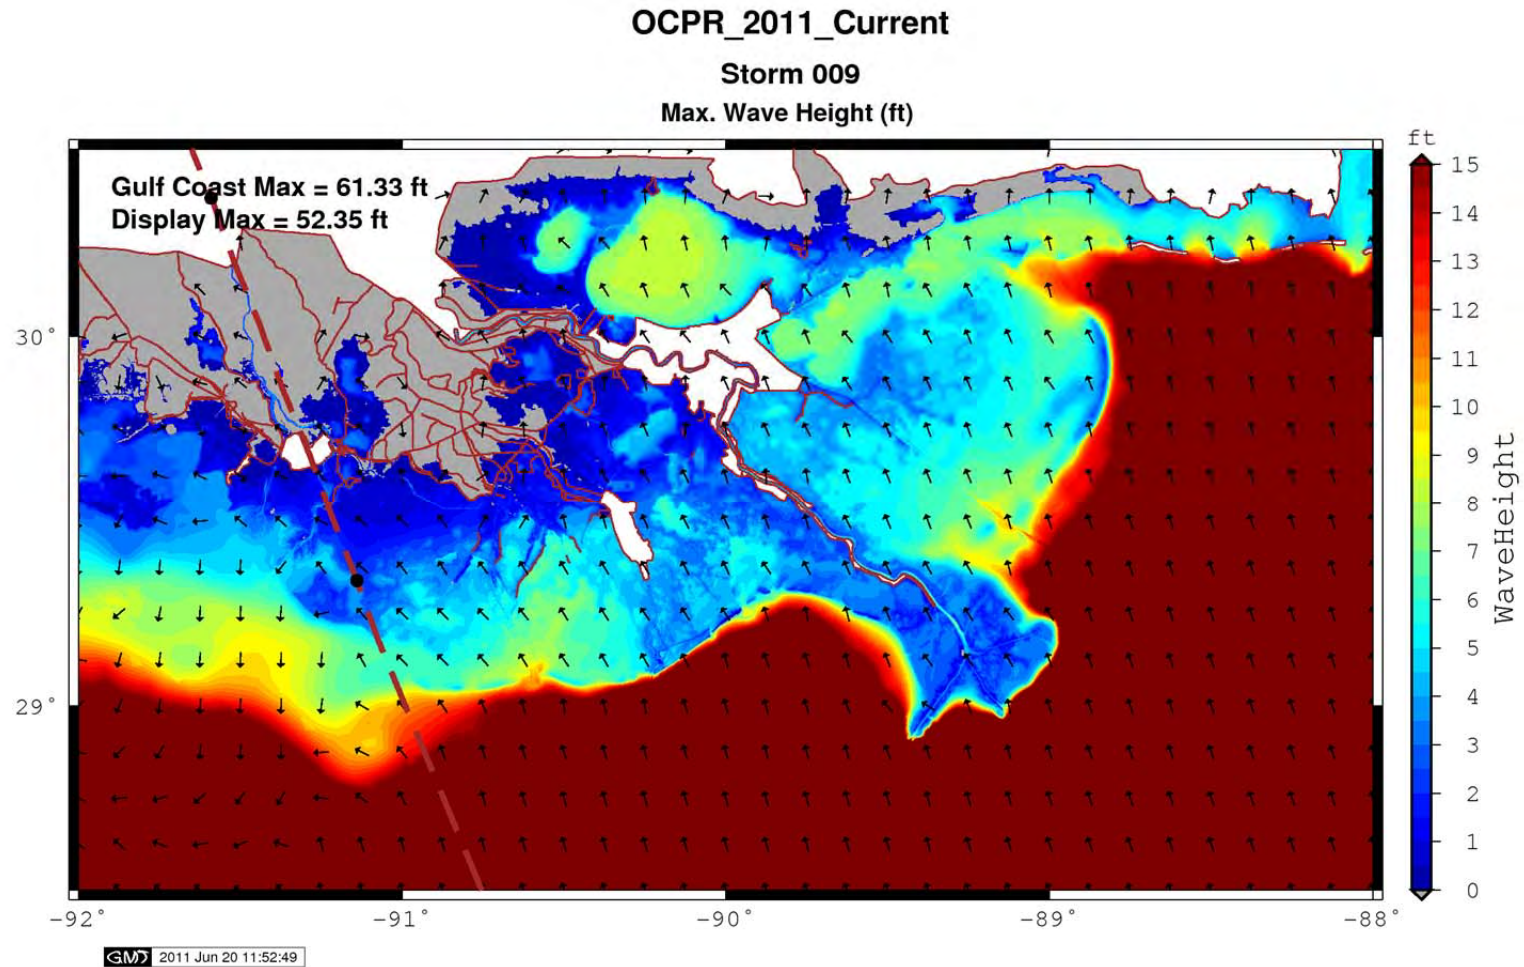 OCPR_2011_Current
Storm 009
Max. Wave Height (ft)
Gulf Coast Max = 61.33 ft
Display Max = 52.35 ft
ft
15
14
13
12
11
10
9
8
7
6
5
4
3
2
1
0
WaveHeight
30°
29°
-92°
-91°
-90°
-89°
-88°
GMT 2011 Jun 20 11:52:49